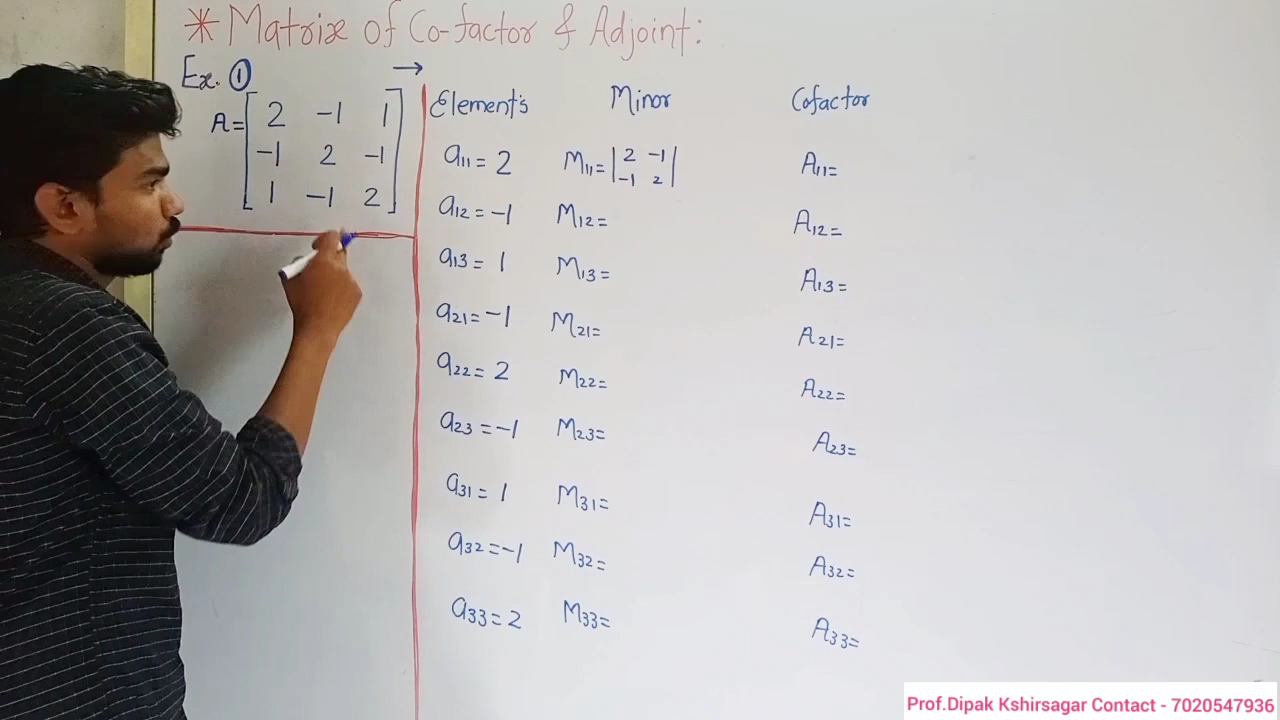 * Matrix of Co-factor & Adjoint:
Ex. ① →
A = [ 2 -1 1
-1 2 -1
1 -1 2 ]
Element's Minor Cofactor
a11 = 2 M11 = | 2 -1 A11=
-1 2 |
a12 = -1 M12 = A12=
a13 = 1 M13 = A13=
a21 = -1 M21 = A21=
a22 = 2 M22 = A22=
a23 = -1 M23 = A23=
a31 = 1 M31 = A31=
a32 = -1 M32 = A32=
a33 = 2 M33 = A33=
Prof.Dipak Kshirsagar Contact - 7020547936